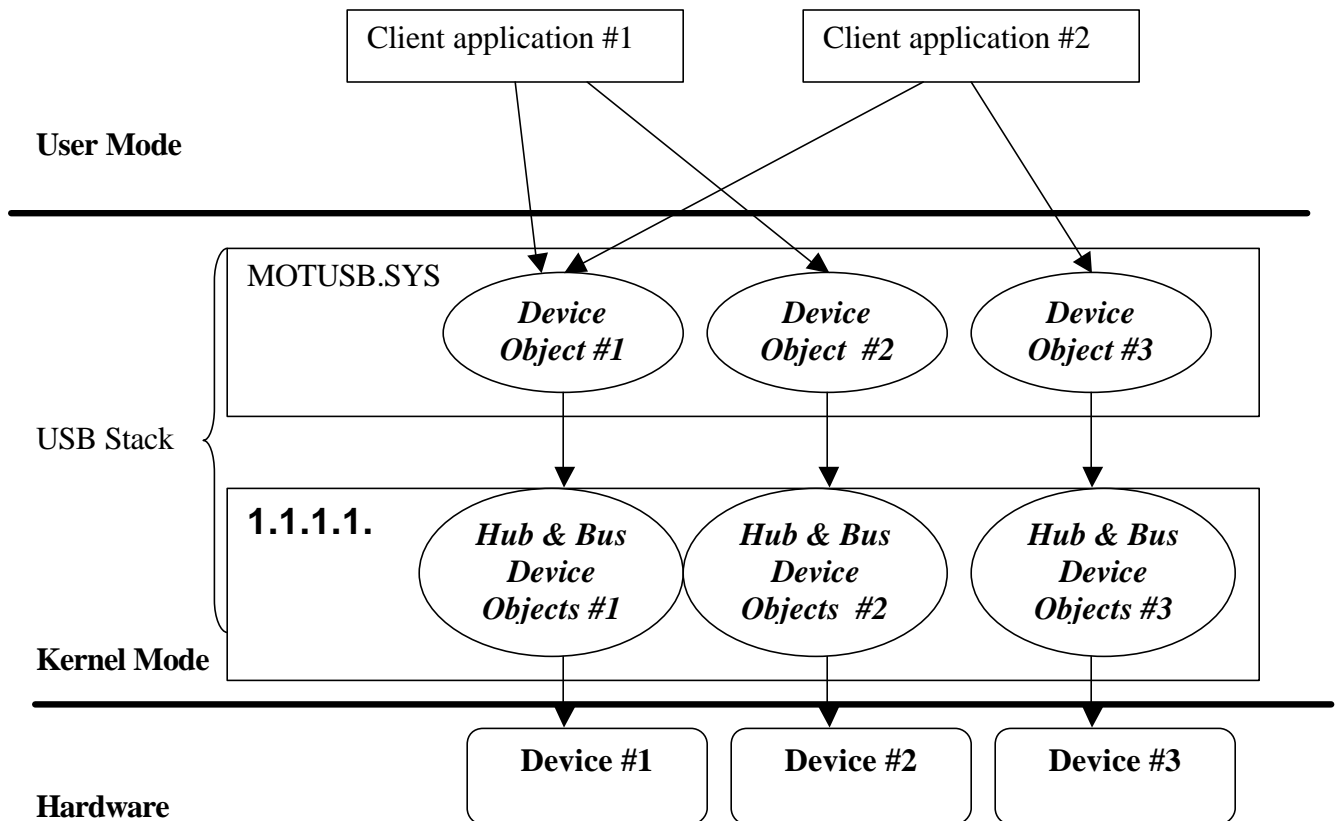 Client application #1
Client application #2
User Mode
MOTUSB.SYS
Device
Object #1
Device
Object #2
Device
Object #3
USB Stack
1.1.1.1.
Hub & Bus
Device
Objects #1
Hub & Bus
Device
Objects #2
Hub & Bus
Device
Objects #3
Kernel Mode
Device #1
Device #2
Device #3
Hardware